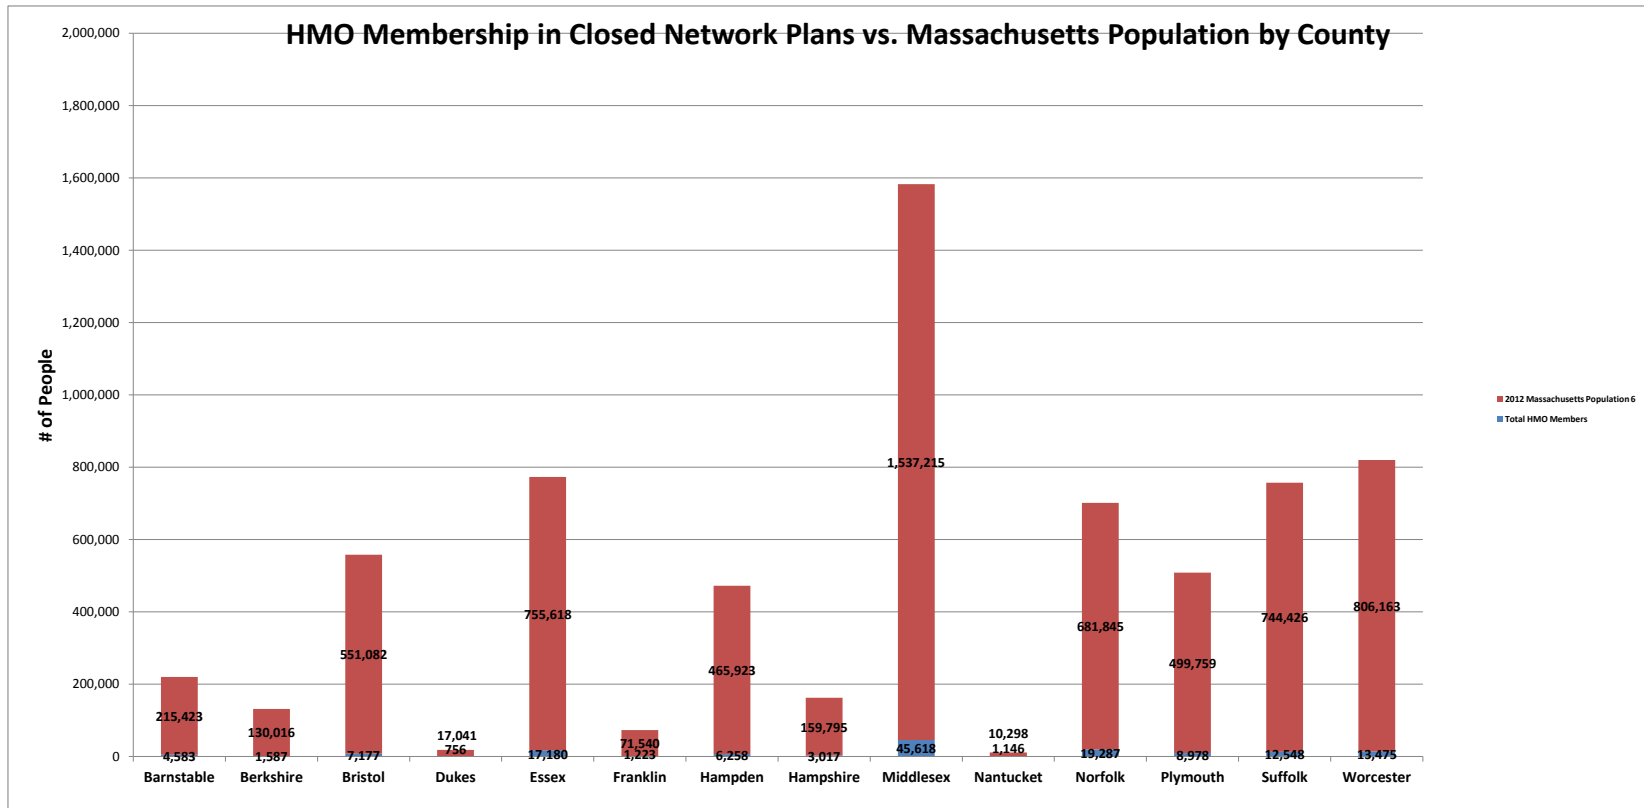 HMO Membership in Closed Network Plans vs. Massachusetts Population by County
# of People
2,000,000
1,800,000
1,600,000
1,400,000
1,200,000
1,000,000
800,000
600,000
400,000
200,000
0
215,423
130,016
551,082
17,041
755,618
71,540
465,923
159,795
1,537,215
10,298
681,845
499,759
744,426
806,163
4,583
1,587
7,177
756
17,180
1,223
6,258
3,017
45,618
1,146
19,287
8,978
12,548
13,475
Barnstable
Berkshire
Bristol
Dukes
Essex
Franklin
Hampden
Hampshire
Middlesex
Nantucket
Norfolk
Plymouth
Suffolk
Worcester
2012 Massachusetts Population 6
Total HMO Members